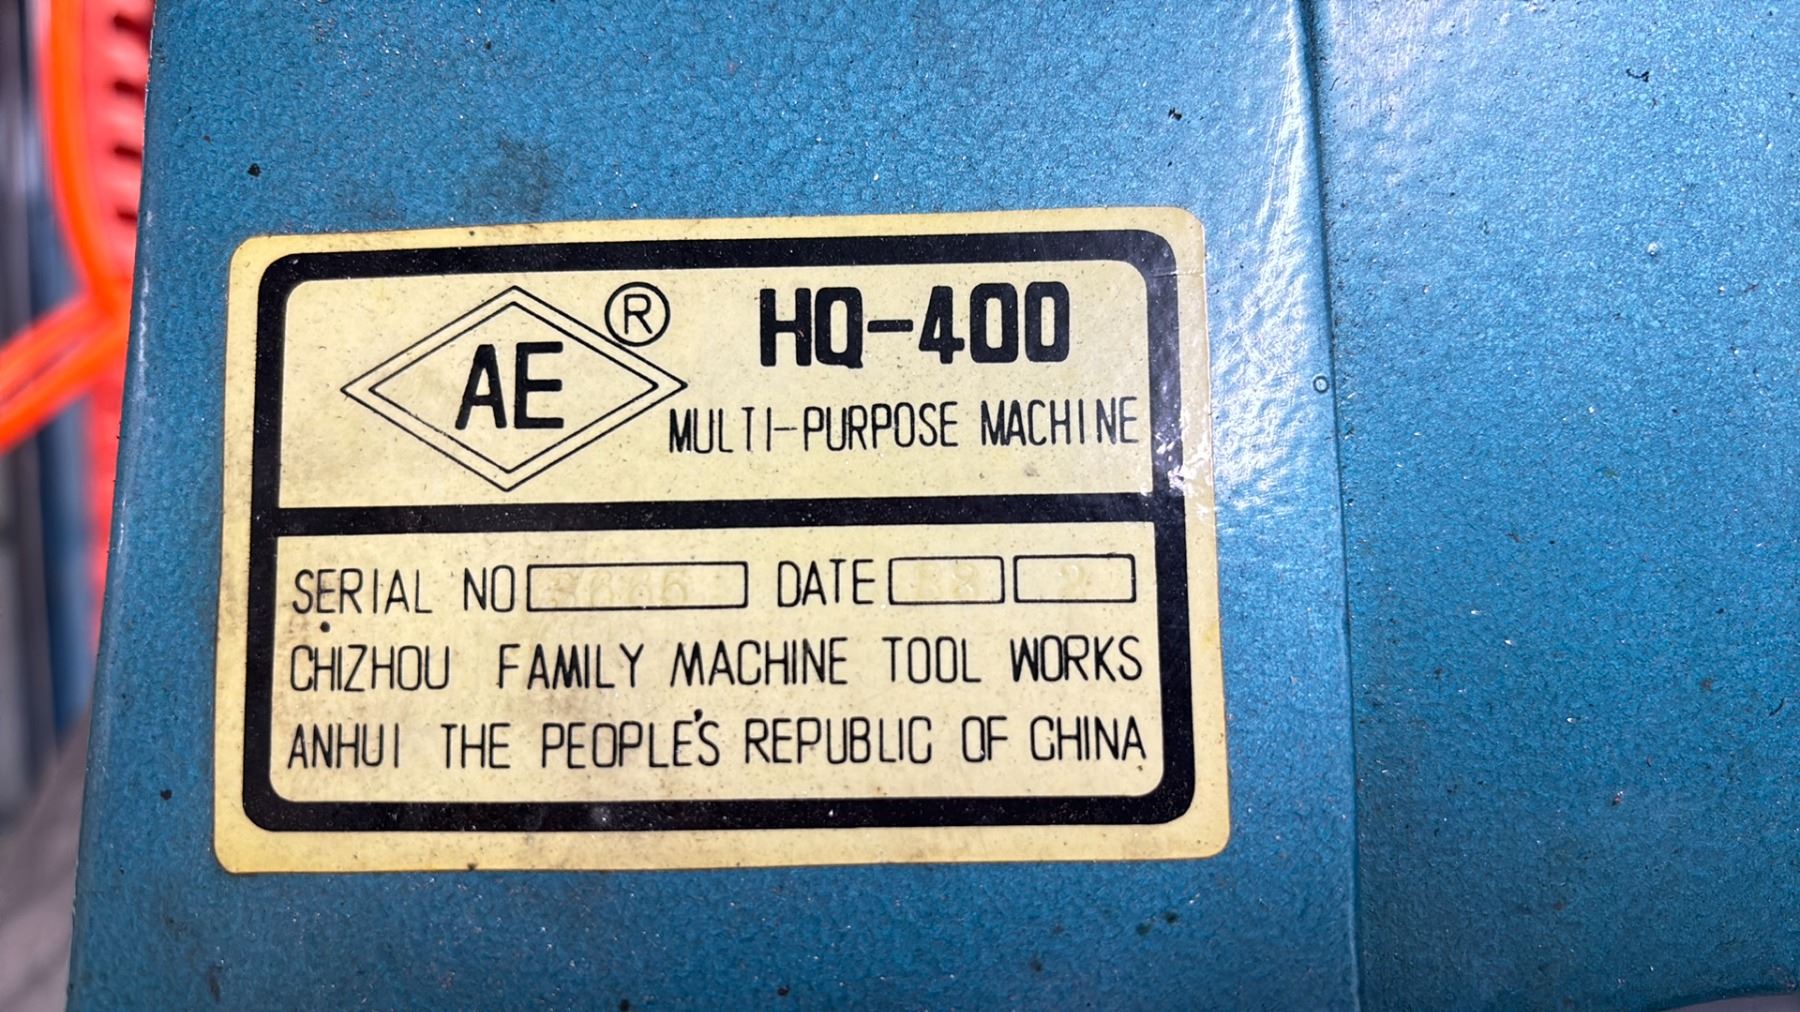 AE ® HQ-400
MULTI-PURPOSE MACHINE
SERIAL NO DATE
CHIZHOU FAMILY MACHINE TOOL WORKS
ANHUI THE PEOPLE'S REPUBLIC OF CHINA